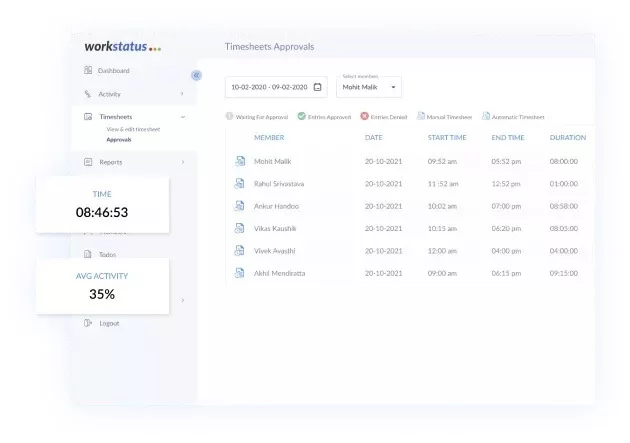 workstatus
Timesheets Approvals
Dashboard
Activity
Timesheets
View & edit timesheet
Approvals
Reports
TIME
08:46:53
Todos
AVG ACTIVITY
35%
Logout
10-02-2020 - 09-02-2020
Select members
Mohit Malik
Waiting For Approval Entries Approved Entries Denied Manual Timesheet Automatic Timesheet
MEMBER DATE START TIME END TIME DURATION
Mohit Malik 20-10-2021 09:52 am 05:52 pm 08:00:00
Rahul Srivastava 20-10-2021 11 :52 am 12:52 pm 01:00:00
Ankur Handoo 20-10-2021 10:02 am 07:00 pm 08:58:00
Vikas Kaushik 20-10-2021 10:15 am 06:20 pm 08:05:00
Vivek Avasthi 20-10-2021 12:00 am 04:00 pm 04:00:00
Akhil Mendiratta 20-10-2021 09:00 am 06:15 pm 09:15:00